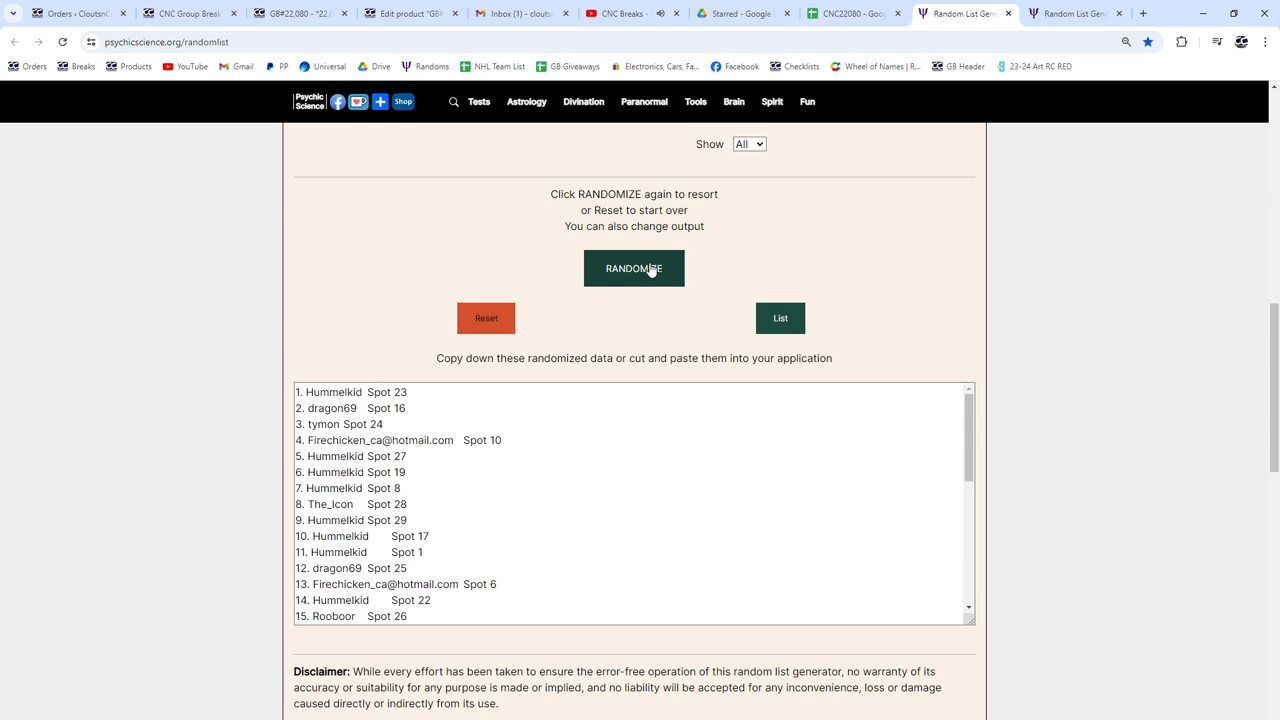 Orders • CloutsnC
CNC Group Break
GB#22,080 - "22,0
Edit product "GB#
Inbox (1) - clouts
CNC Breaks -
Starred - Google
CNC22080 - Goo
Random List Gene
Random List Gene
psychicscience.org/randomlist
Orders
Breaks
Products
YouTube
Gmail
PP
Universal
Drive
Randoms
NHL Team List
GB Giveaways
Electronics, Cars, Fa...
Facebook
Checklists
Wheel of Names | R...
GB Header
23-24 Art RC RED
Psychic
Science
Shop
Tests
Astrology
Divination
Paranormal
Tools
Brain
Spirit
Fun
Show All
Click RANDOMIZE again to resort
or Reset to start over
You can also change output
RANDOMIZE
Reset
List
Copy down these randomized data or cut and paste them into your application
1. Hummelkid Spot 23
2. dragon69 Spot 16
3. tymon Spot 24
4. Firechicken_ca@hotmail.com Spot 10
5. Hummelkid Spot 27
6. Hummelkid Spot 19
7. Hummelkid Spot 8
8. The_Icon Spot 28
9. Hummelkid Spot 29
10. Hummelkid Spot 17
11. Hummelkid Spot 1
12. dragon69 Spot 25
13. Firechicken_ca@hotmail.com Spot 6
14. Hummelkid Spot 22
15. Rooboor Spot 26
Disclaimer: While every effort has been taken to ensure the error-free operation of this random list generator, no warranty of its
accuracy or suitability for any purpose is made or implied, and no liability will be accepted for any inconvenience, loss or damage
caused directly or indirectly from its use.